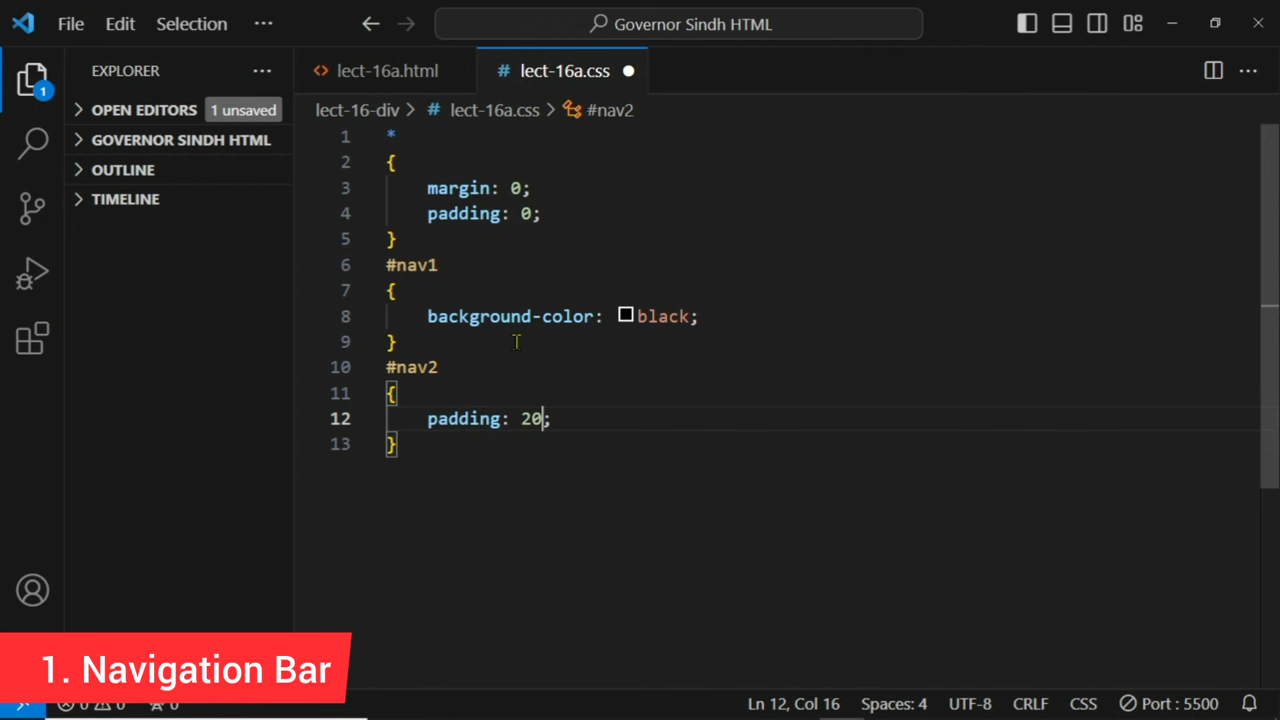 File Edit Selection ···
Governor Sindh HTML
EXPLORER ···
lect-16a.html
# lect-16a.css
OPEN EDITORS 1 unsaved
GOVERNOR SINDH HTML
OUTLINE
TIMELINE
lect-16-div > # lect-16a.css > #nav2
1 *
2 {
3 margin: 0;
4 padding: 0;
5 }
6 #nav1
7 {
8 background-color: black;
9 }
10 #nav2
11 {
12 padding: 20;
13 }
1
1. Navigation Bar
Ln 12, Col 16 Spaces: 4 UTF-8 CRLF CSS Port : 5500